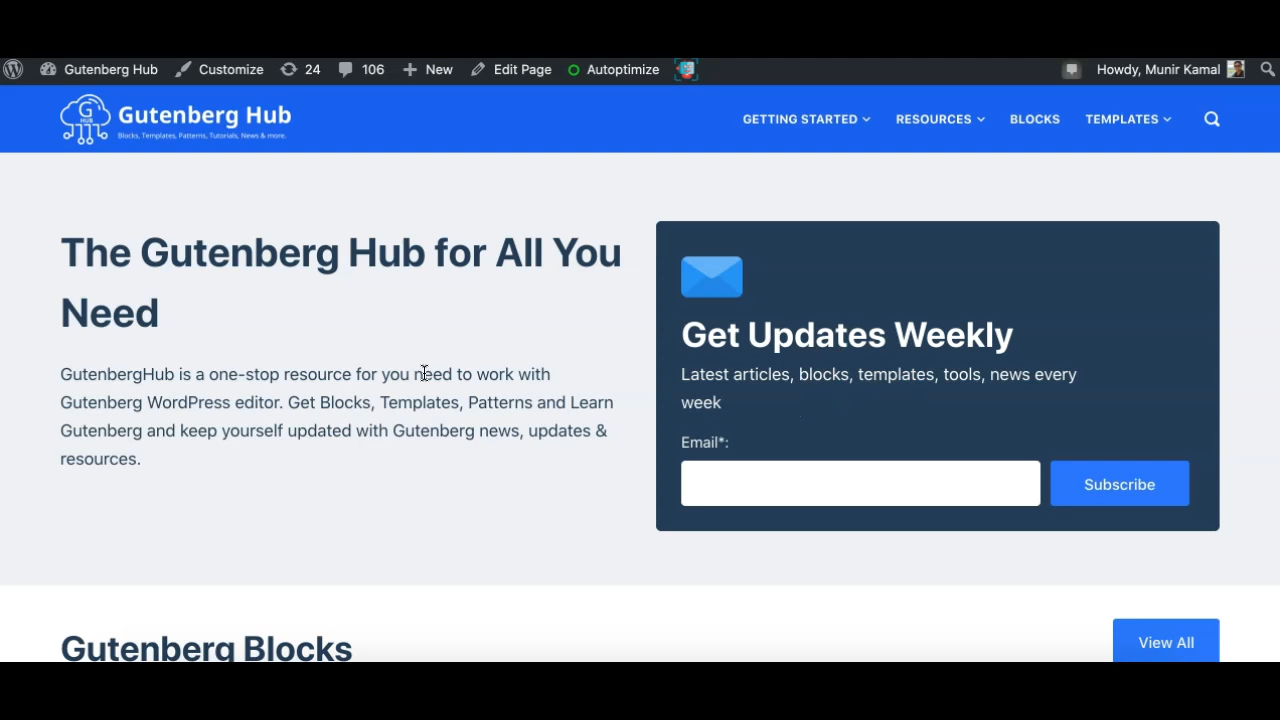 Gutenberg Hub Customize 24 106 New Edit Page Autoptimize Howdy, Munir Kamal
G
HUB
Gutenberg Hub
Blocks, Templates, Patterns, Tutorials, News & more.
GETTING STARTED RESOURCES BLOCKS TEMPLATES
The Gutenberg Hub for All You
Need
GutenbergHub is a one-stop resource for you need to work with
Gutenberg WordPress editor. Get Blocks, Templates, Patterns and Learn
Gutenberg and keep yourself updated with Gutenberg news, updates &
resources.
Get Updates Weekly
Latest articles, blocks, templates, tools, news every
week
Email*:
Subscribe
Gutenberg Blocks
View All